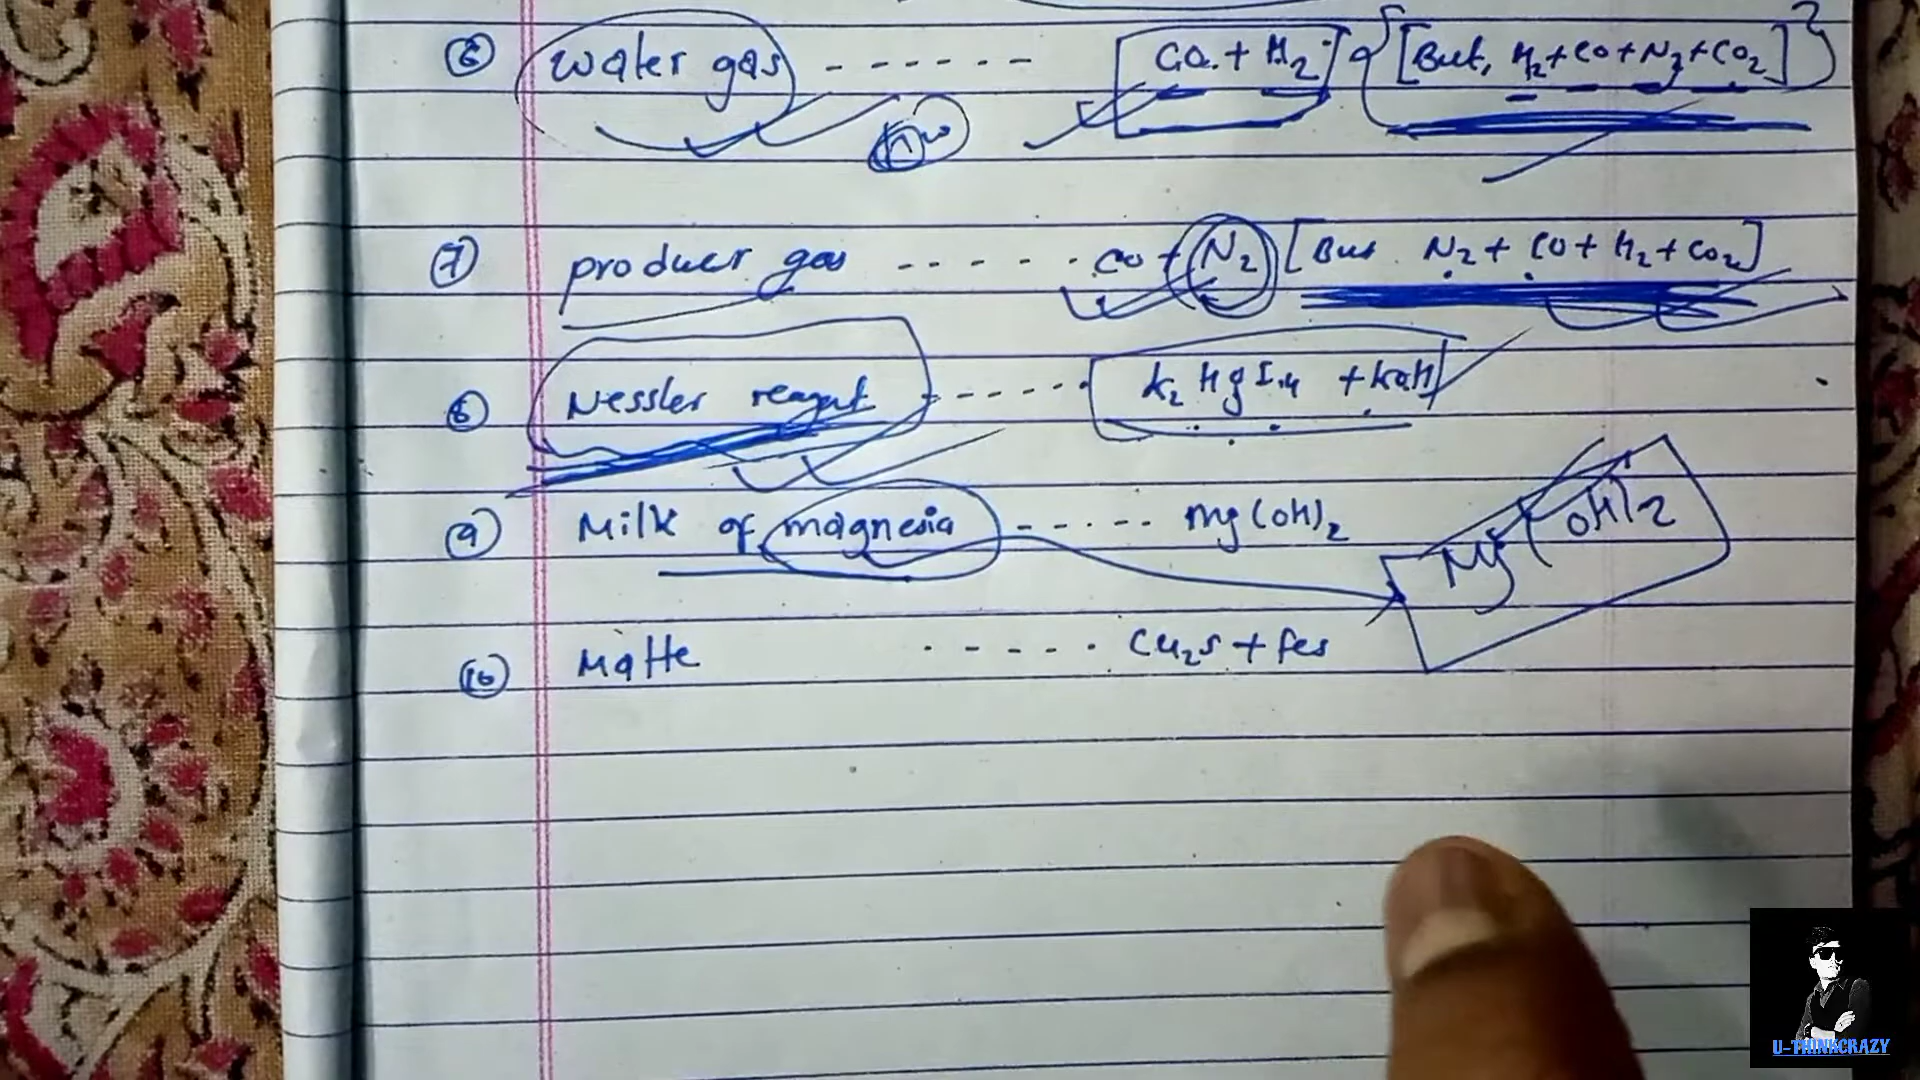 ⑥ water gas ------ CO + H2 [But, H2+CO+N2+CO2]
⑦ producer gas ----- CO + N2 [But N2 + CO + H2 + CO2]
⑧ Nessler reagent ----- K2HgI4 + KOH
⑨ Milk of magnesia ----- Mg(OH)2 Mg(OH)2
⑩ Matte ----- Cu2S + FeS
U-THINKCRAZY